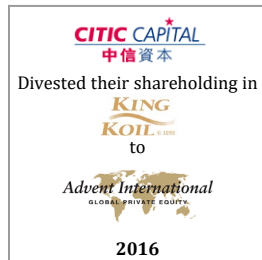 CITIC CAPITAL
中信資本
Divested their shareholding in
KING
KOIL ® 1898
to
Advent International
GLOBAL PRIVATE EQUITY
2016